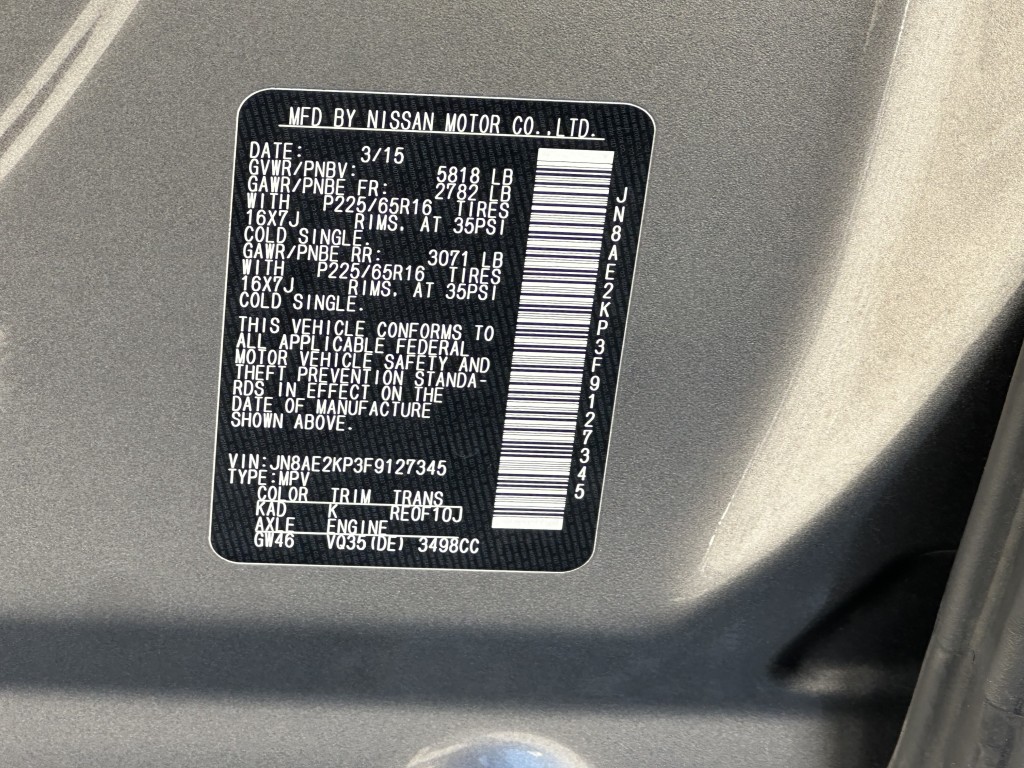 MFD BY NISSAN MOTOR CO.,LTD.
DATE: 3/15
GVWR/PNBV: 5818 LB
GAWR/PNBE FR: 2782 LB
WITH P225/65R16 TIRES
16X7J RIMS. AT 35PSI
COLD SINGLE.
GAWR/PNBE RR: 3071 LB
WITH P225/65R16 TIRES
16X7J RIMS. AT 35PSI
COLD SINGLE.
THIS VEHICLE CONFORMS TO
ALL APPLICABLE FEDERAL
MOTOR VEHICLE SAFETY AND
THEFT PREVENTION STANDA-
RDS IN EFFECT ON THE
DATE OF MANUFACTURE
SHOWN ABOVE.
VIN:JN8AE2KP3F9127345
TYPE:MPV
COLOR TRIM TRANS
KAD K RE0F10J
AXLE ENGINE
GW46 VQ35(DE) 3498CC
JN8AE2KP3F9127345